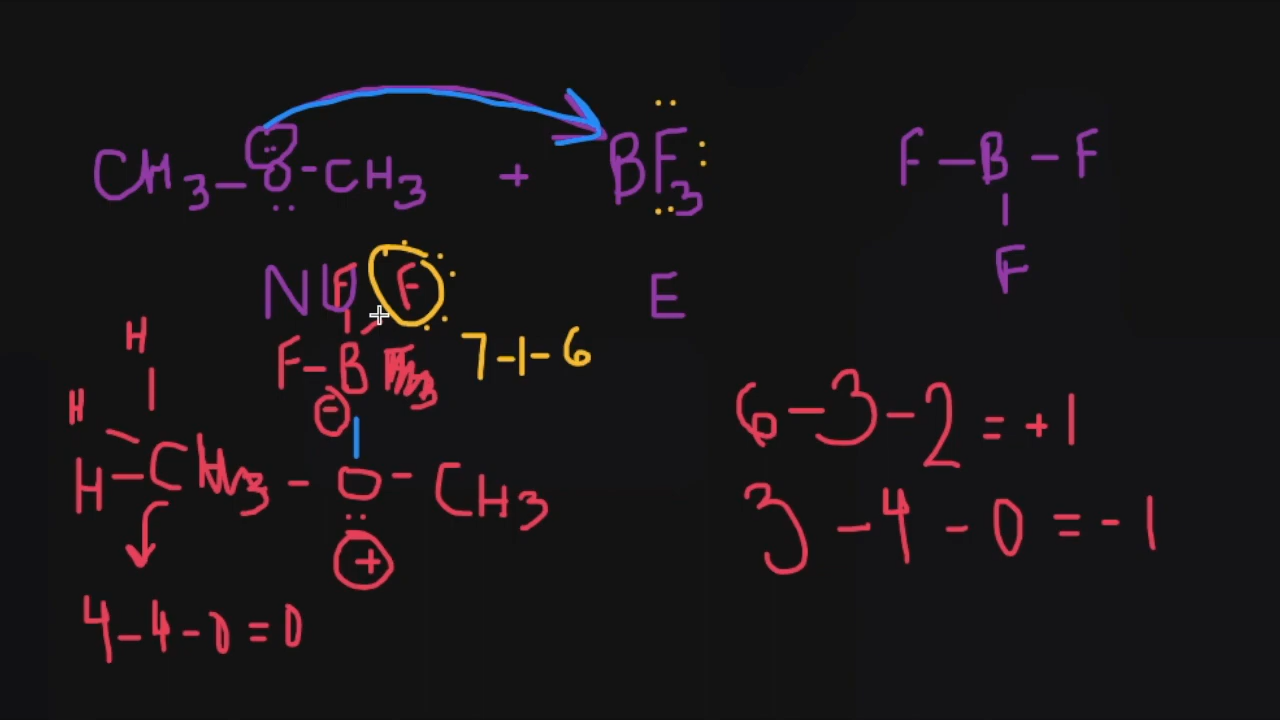 CH3-O-CH3 + BF3
F-B-F
F
NU E
F F
F-B
7-1-6
H
H
H-C -O-CH3
+
6-3-2=+1
3-4-0=-1
4-4-0=0